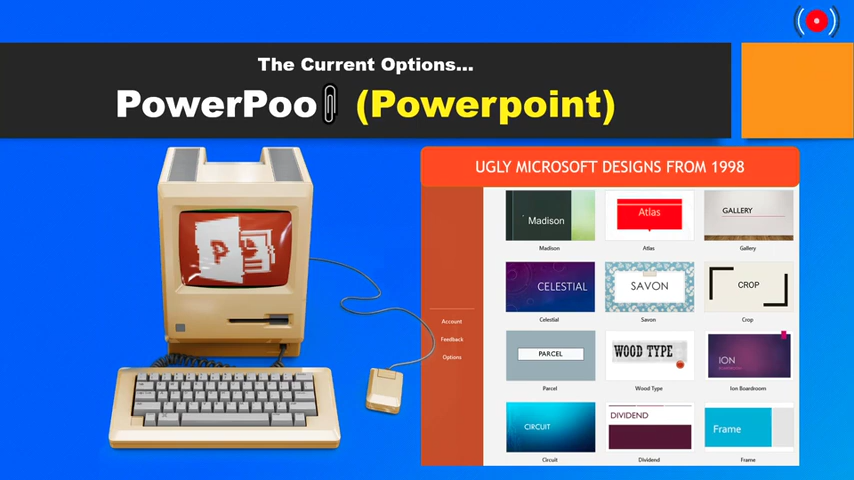 The Current Options...
PowerPoo (Powerpoint)
UGLY MICROSOFT DESIGNS FROM 1998
P
Madison
Atlas
GALLERY
Madison
Atlas
Gallery
CELESTIAL
SAVON
CROP
Celestial
Savon
Crop
Account
Feedback
Options
PARCEL
WOOD TYPE
ION
Parcel
Wood Type
Ion Boardroom
CIRCUIT
DIVIDEND
Frame
Circuit
Dividend
Frame